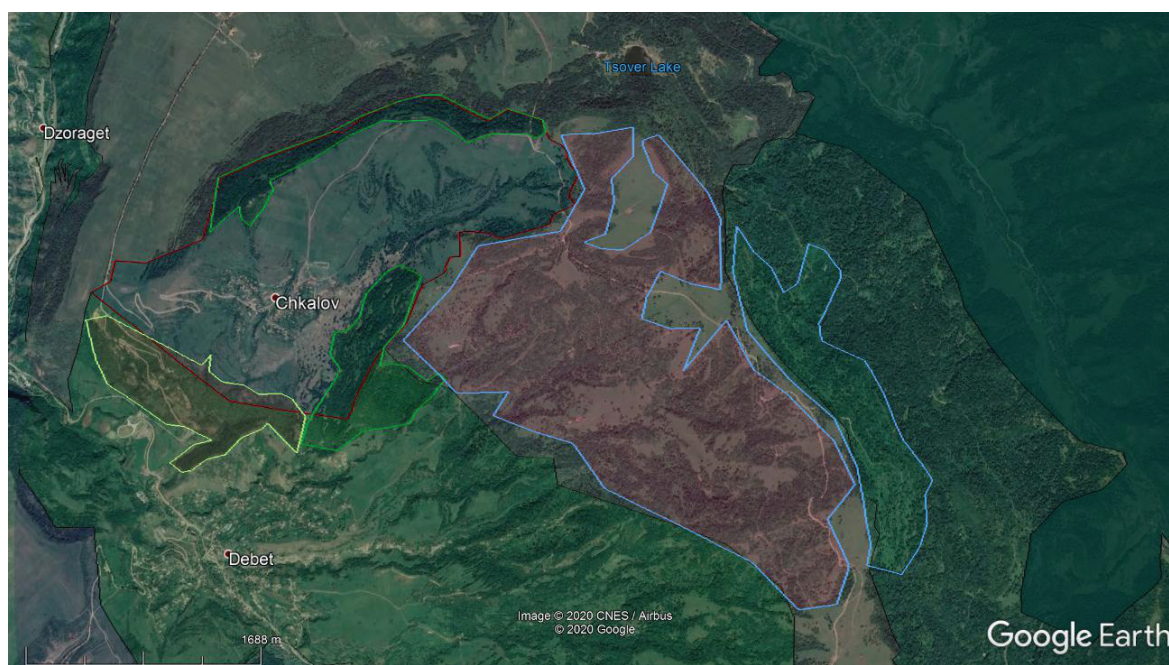 Tsover Lake
Dzoraget
Chkalov
Debet
1688 m
Image © 2020 CNES / Airbus
© 2020 Google
Google Earth